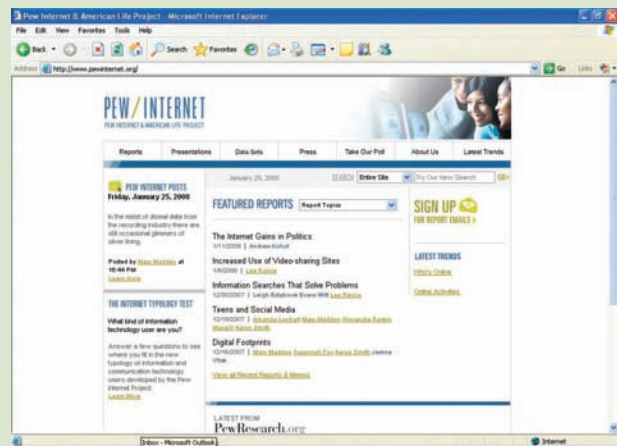 Pew Internet & American Life Project - Microsoft Internet Explorer
File Edit View Favorites Tools Help
Back Search Favorites
Address http://www.pewinternet.org/ Go Links
PEW/INTERNET
PEW INTERNET & AMERICAN LIFE PROJECT
Reports Presentations Data Sets Press Take Our Poll About Us Latest Trends
January 25, 2008 SEARCH Entire Site Try Our New Search GO
PEW INTERNET POSTS
Friday, January 25, 2008
In the midst of dismal data from
the recording industry there are
still occasional glimmers of
silver lining.
Posted by Mary Madden at
10:44 PM
Learn more
THE INTERNET TYPOLOGY TEST
What kind of information
technology user are you?
Answer a few questions to see
where you fit in the new
typology of information and
communication technology
users developed by the Pew
Internet Project.
Learn More
FEATURED REPORTS Report Topics
The Internet Gains in Politics
1/11/2008 | Andrew Kohut
Increased Use of Video-sharing Sites
1/9/2008 | Lee Rainie
Information Searches That Solve Problems
12/30/2007 | Leigh Estabrook Evans Witt Lee Rainie
Teens and Social Media
12/19/2007 | Amanda Lenhart Mary Madden Alexandra Rankin
Macgill Aaron Smith
Digital Footprints
12/16/2007 | Mary Madden Susannah Fox Aaron Smith Jessica
Vitak
View all Recent Reports & Memos
SIGN UP
FOR REPORT EMAILS >
LATEST TRENDS
Who's Online
Online Activities
LATEST FROM
PewResearch.org
Inbox - Microsoft Outlook
Internet